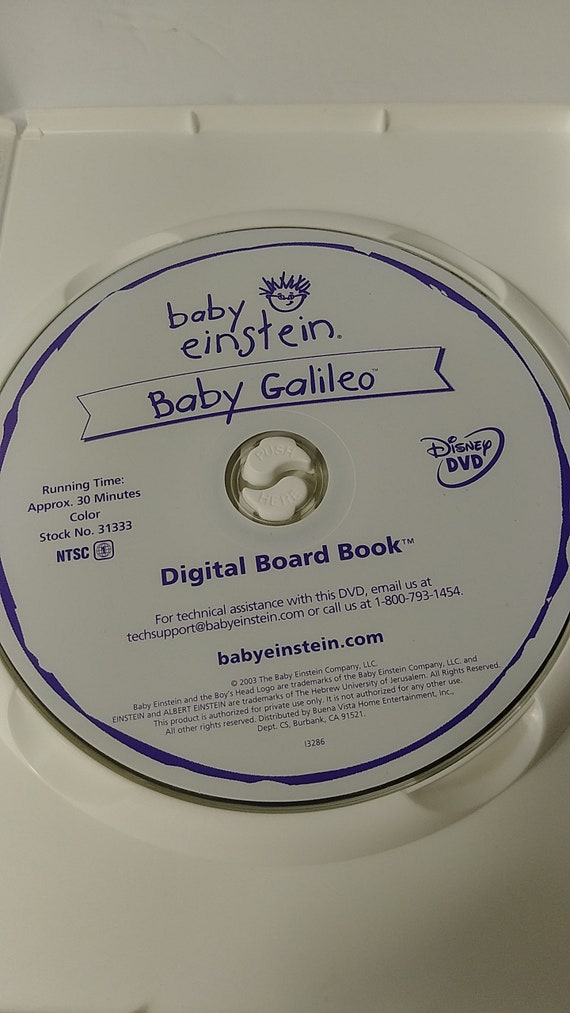 baby
einstein®
Baby Galileo™
Disney
DVD
PUSH
HERE
Running Time:
Approx. 30 Minutes
Color
Stock No. 31333
NTSC
Digital Board Book™
For technical assistance with this DVD, email us at
techsupport@babyeinstein.com or call us at 1-800-793-1454.
babyeinstein.com
© 2003 The Baby Einstein Company, LLC.
Baby Einstein and the Boy's Head Logo are trademarks of the Baby Einstein Company, LLC. and
EINSTEIN and ALBERT EINSTEIN are trademarks of The Hebrew University of Jerusalem. All Rights Reserved.
This product is authorized for private use only. It is not authorized for any other use.
All other rights reserved. Distributed by Buena Vista Home Entertainment, Inc.,
Dept. CS, Burbank, CA 91521.
13286